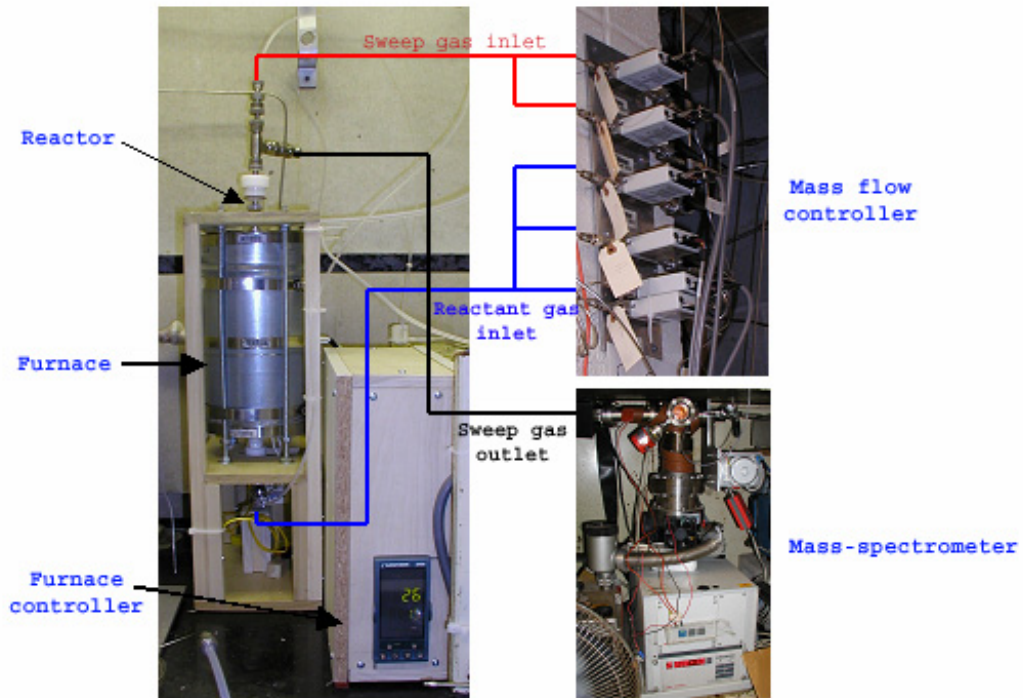 Sweep gas inlet
Reactor
Mass flow
controller
Reactant gas
inlet
Furnace
Sweep gas
outlet
26
Mass-spectrometer
Furnace
controller